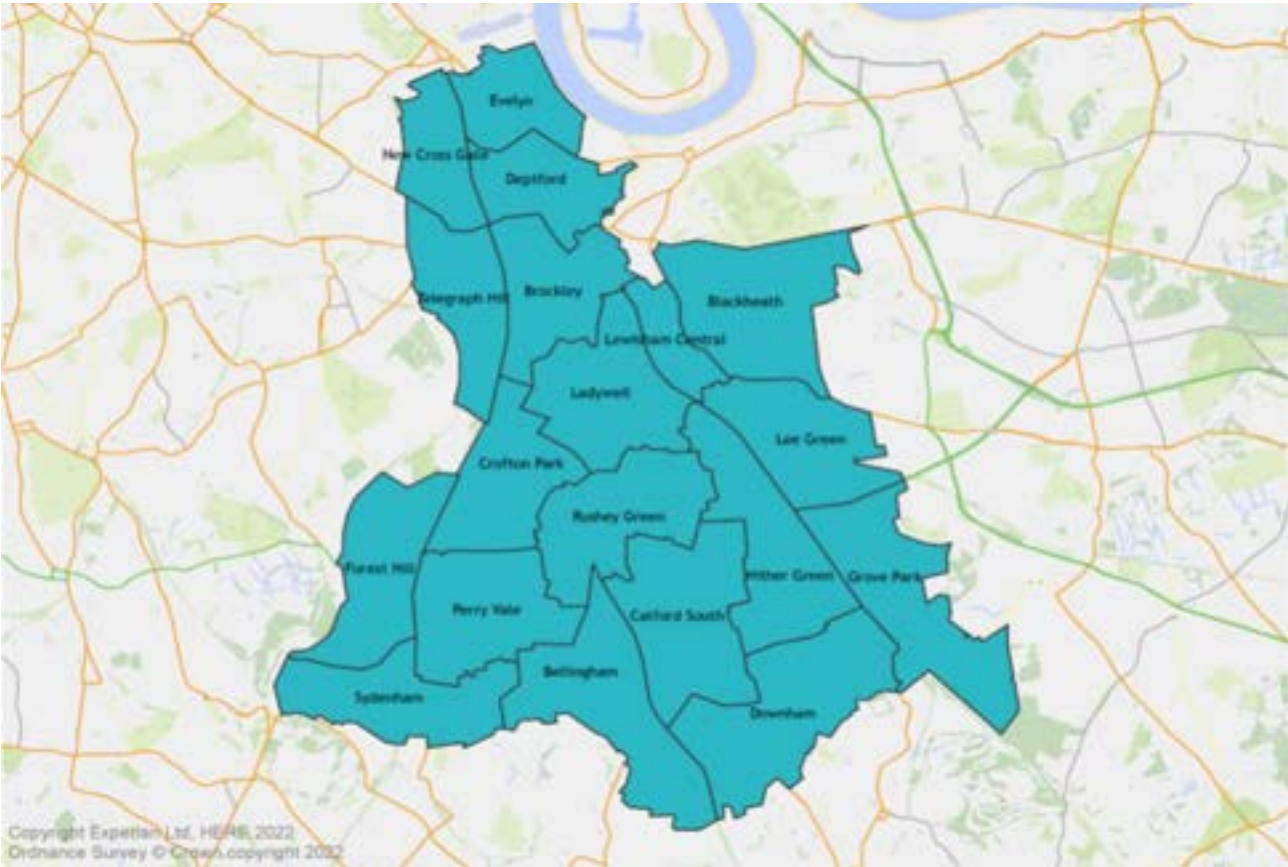 Evelyn
New Cross Gate
Deptford
Telegraph Hill
Brockley
Blackheath
Lewisham Central
Ladywell
Lee Green
Crofton Park
Rushey Green
Forest Hill
Hither Green
Grove Park
Perry Vale
Catford South
Bellingham
Sydenham
Downham
Copyright Experian Ltd, HERE 2022
Ordnance Survey © Crown copyright 2022